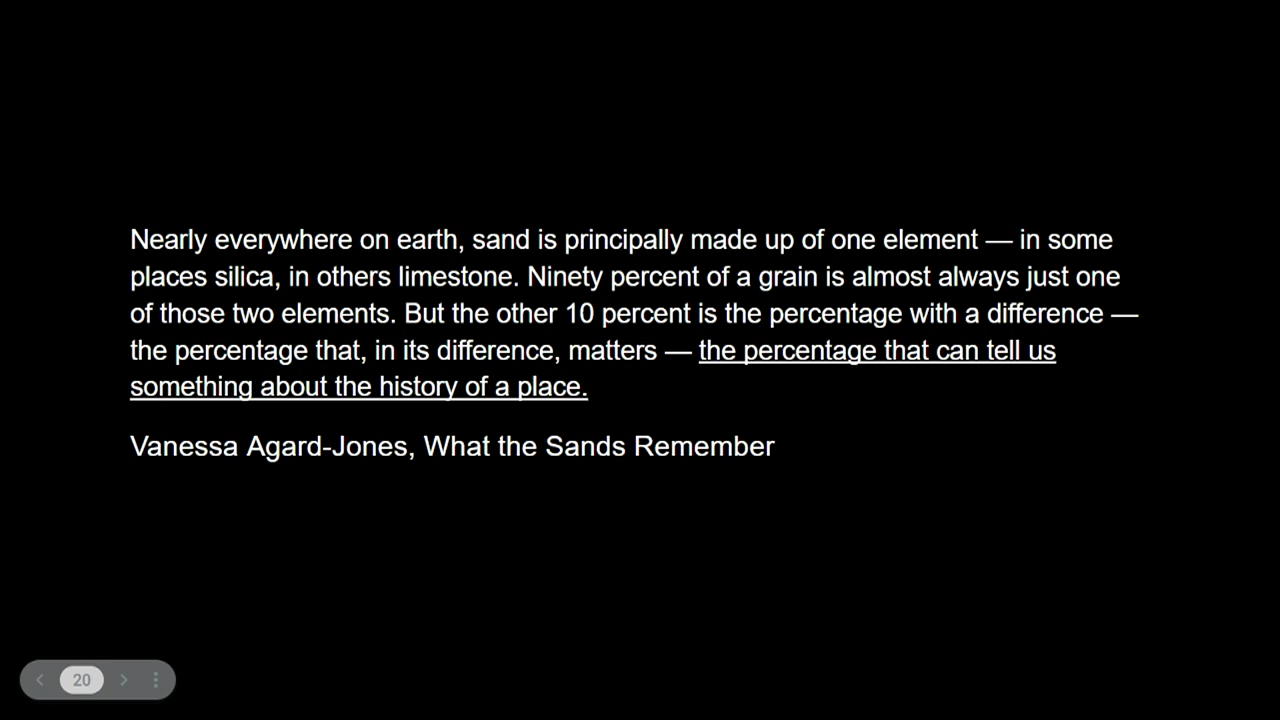 Nearly everywhere on earth, sand is principally made up of one element — in some
places silica, in others limestone. Ninety percent of a grain is almost always just one
of those two elements. But the other 10 percent is the percentage with a difference —
the percentage that, in its difference, matters — the percentage that can tell us
something about the history of a place.
Vanessa Agard-Jones, What the Sands Remember
20